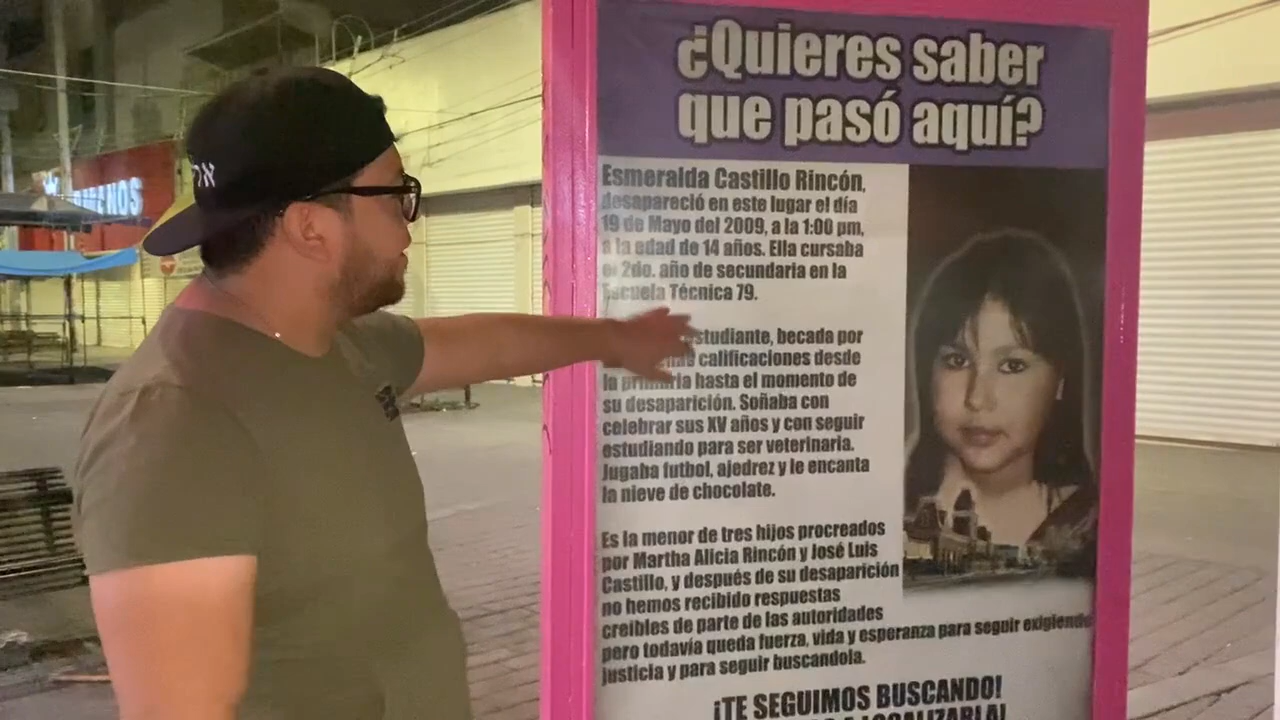 ¿Quieres saber
que pasó aquí?
Esmeralda Castillo Rincón,
desapareció en este lugar el día
19 de Mayo del 2009, a la 1:00 pm,
a la edad de 14 años. Ella cursaba
el 2do. año de secundaria en la
Escuela Técnica 79.
estudiante, becada por
calificaciones desde
la primaria hasta el momento de
su desaparición. Soñaba con
celebrar sus XV años y con seguir
estudiando para ser veterinaria.
Jugaba futbol, ajedrez y le encanta
la nieve de chocolate.
Es la menor de tres hijos procreados
por Martha Alicia Rincón y José Luis
Castillo, y después de su desaparición
no hemos recibido respuestas
creíbles de parte de las autoridades
pero todavía queda fuerza, vida y esperanza para seguir exigiendo
justicia y para seguir buscandola.
¡TE SEGUIMOS BUSCANDO!
LOCALIZARLA!